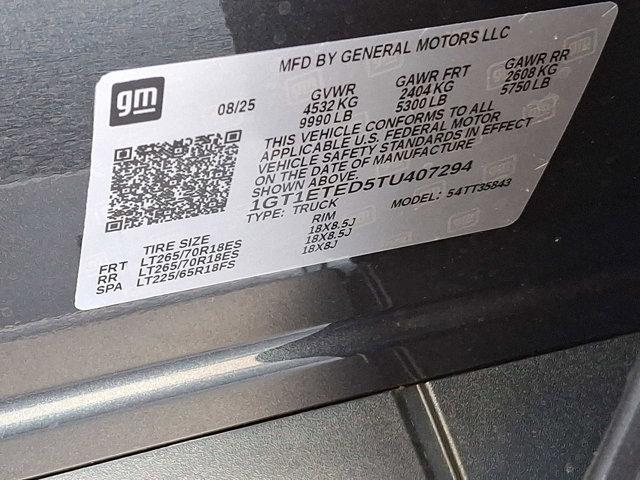 MFD BY GENERAL MOTORS LLC
gm
08/25
GVWR GAWR FRT GAWR RR
4532 KG 2404 KG 2608 KG
9990 LB 5300 LB 5750 LB
THIS VEHICLE CONFORMS TO ALL
APPLICABLE U.S. FEDERAL MOTOR
VEHICLE SAFETY STANDARDS IN EFFECT
ON THE DATE OF MANUFACTURE
SHOWN ABOVE.
1GT1ETED5TU407294
TYPE: TRUCK MODEL: 54TT35843
TIRE SIZE RIM
FRT LT265/70R18ES 18X8.5J
RR LT265/70R18ES 18X8.5J
SPA LT225/65R18FS 18X8J